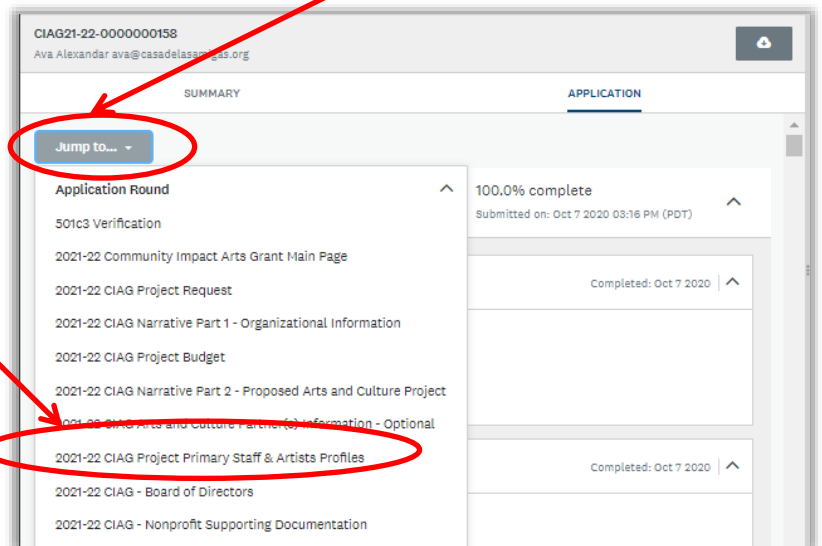 CIAG21-22-0000000158
Ava Alexandar ava@casadelasamigas.org
SUMMARY
APPLICATION
Jump to...
Application Round
100.0% complete
501c3 Verification
Submitted on: Oct 7 2020 03:16 PM (PDT)
2021-22 Community Impact Arts Grant Main Page
2021-22 CIAG Project Request
Completed: Oct 7 2020
2021-22 CIAG Narrative Part 1 - Organizational Information
2021-22 CIAG Project Budget
2021-22 CIAG Narrative Part 2 - Proposed Arts and Culture Project
2021-22 CIAG Arts and Culture Partner(s) Information - Optional
2021-22 CIAG Project Primary Staff & Artists Profiles
Completed: Oct 7 2020
2021-22 CIAG - Board of Directors
2021-22 CIAG - Nonprofit Supporting Documentation